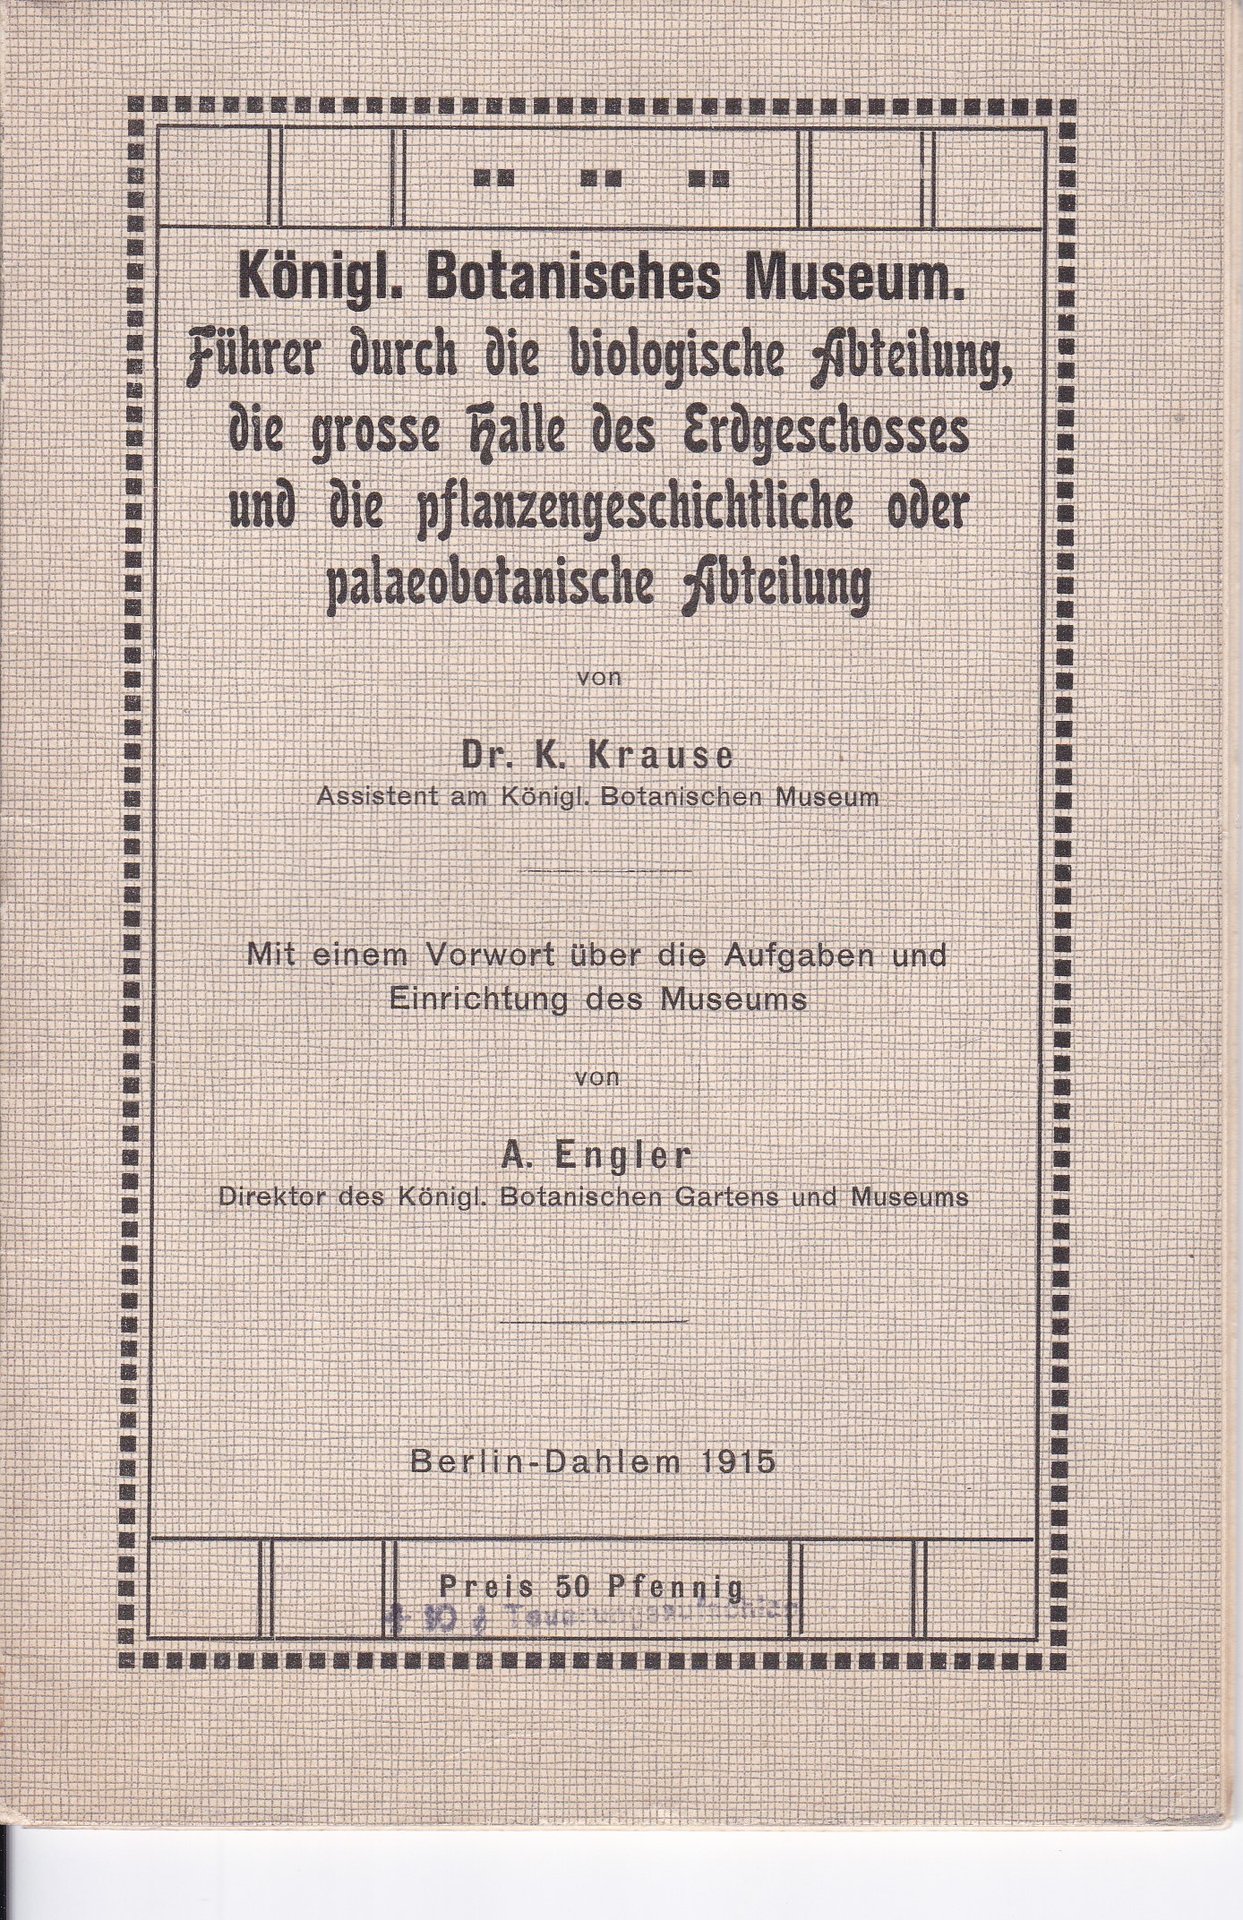 Königl. Botanisches Museum.
Führer durch die biologische Abteilung,
die grosse Halle des Erdgeschosses
und die pflanzengeschichtliche oder
palaeobotanische Abteilung
von
Dr. K. Krause
Assistent am Königl. Botanischen Museum
Mit einem Vorwort über die Aufgaben und
Einrichtung des Museums
von
A. Engler
Direktor des Königl. Botanischen Gartens und Museums
Berlin-Dahlem 1915
Preis 50 Pfennig